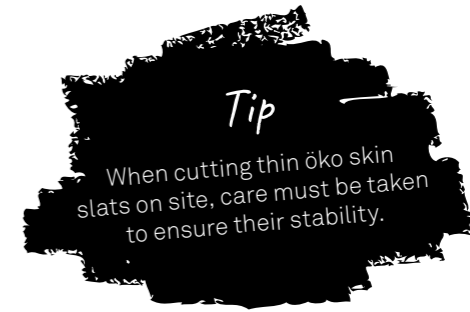 Tip
When cutting thin öko skin
slats on site, care must be taken
to ensure their stability.